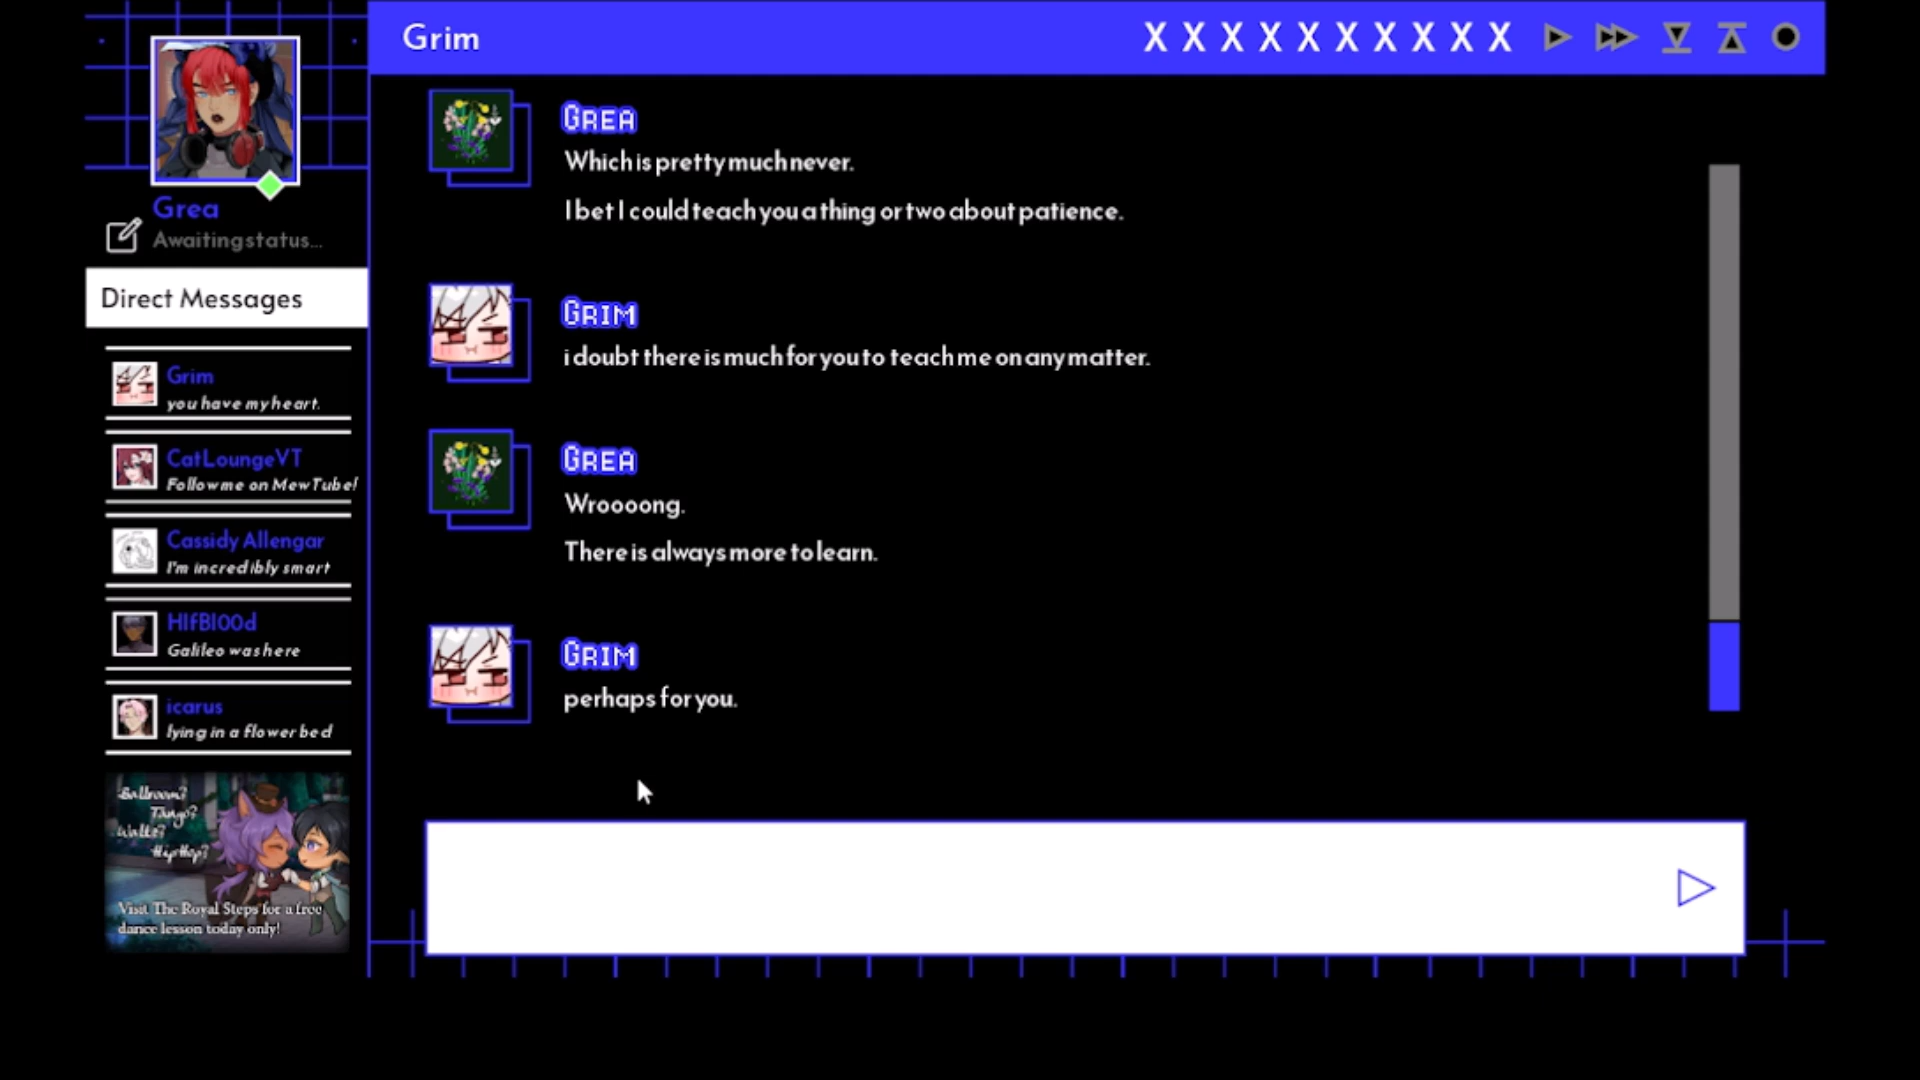 Grim
X X X X X X X X X X
Grea
Awaiting status...
Direct Messages
Grim
you have my heart.
CatLoungeVT
Follow me on MewTube!
Cassidy Allengar
I'm incredibly smart
HlfBl00d
Galileo was here
icarus
lying in a flower bed
Ballroom?
Tango?
Waltz?
HipHop?
Visit The Royal Steps for a free
dance lesson today only!
Grea
Which is pretty much never.
I bet I could teach you a thing or two about patience.
Grim
i doubt there is much for you to teach me on any matter.
Grea
Wroooong.
There is always more to learn.
Grim
perhaps for you.